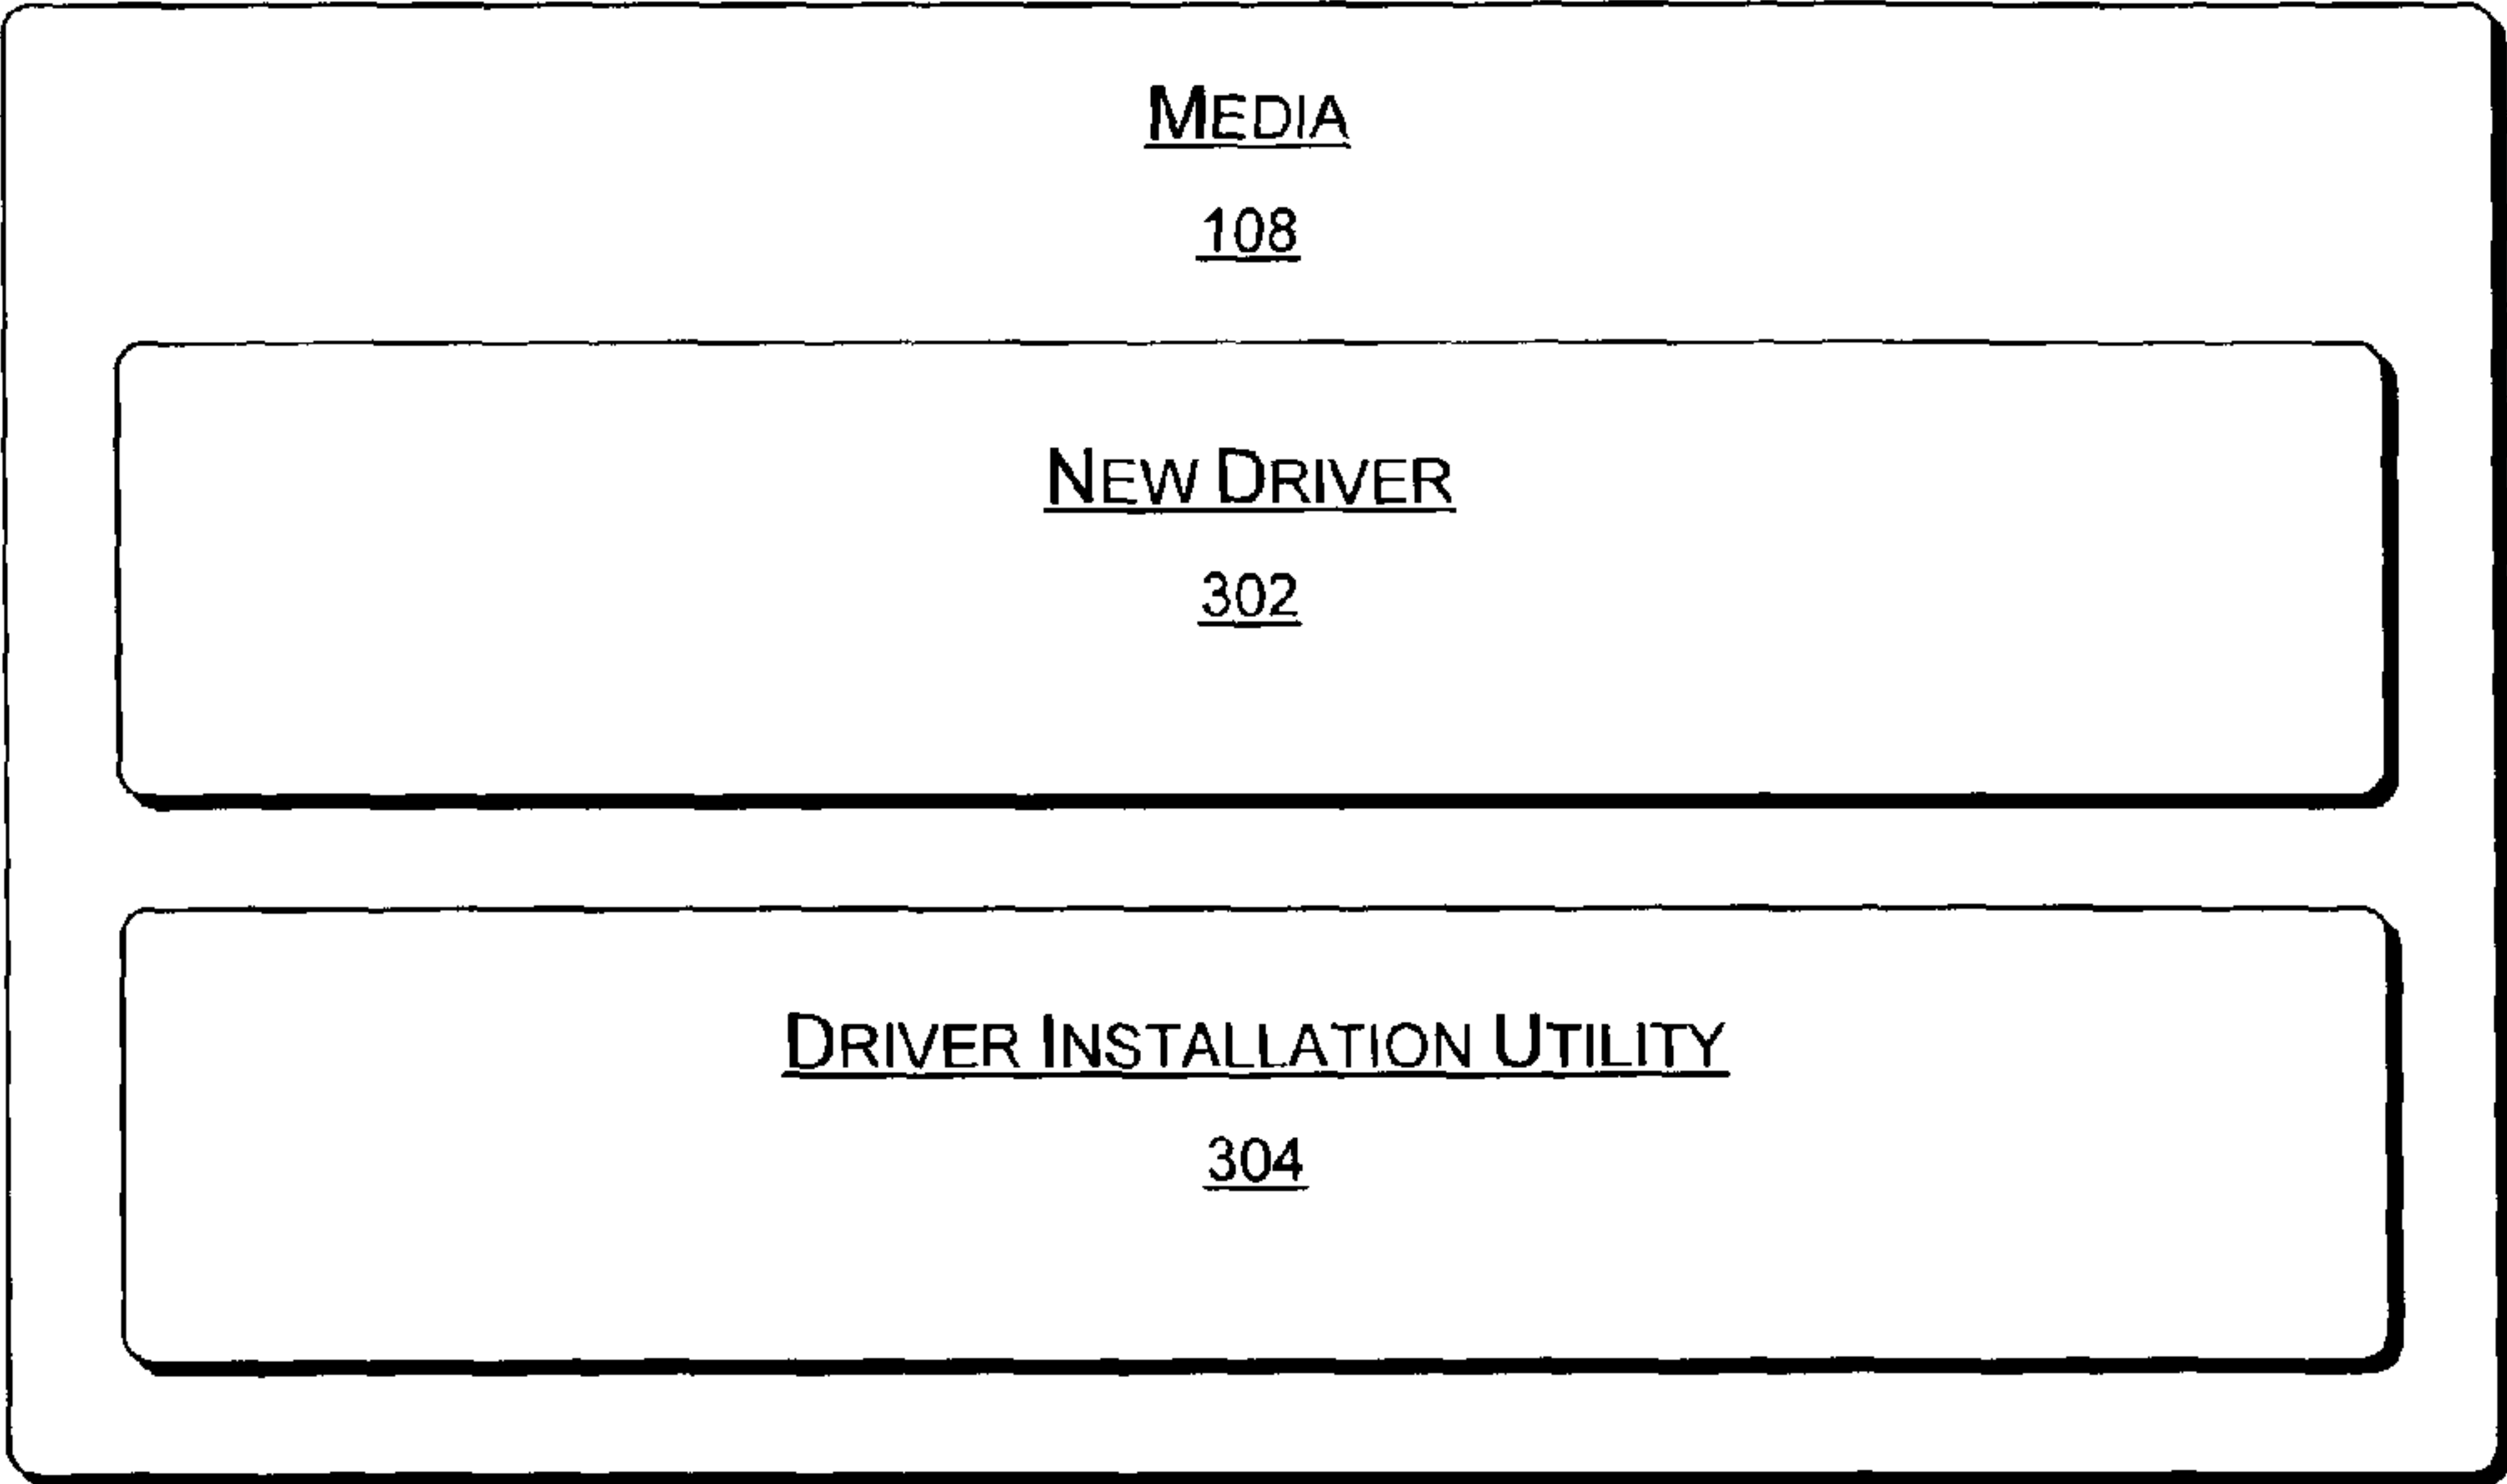 MEDIA
108
NEW DRIVER
302
DRIVER INSTALLATION UTILITY
304